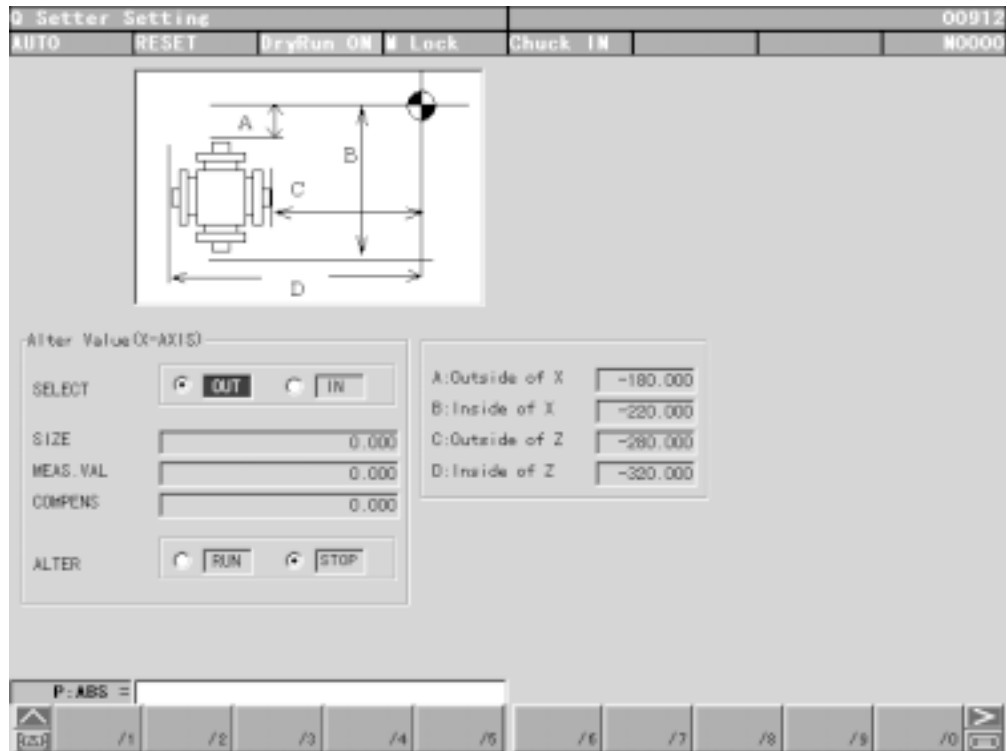 Q Setter Setting 00912
AUTO RESET DryRun ON M Lock Chuck IN N0000
A
B
C
D
Alter Value(X-AXIS)
SELECT OUT IN
SIZE 0.000
MEAS.VAL 0.000
COMPENS 0.000
ALTER RUN STOP
A:Outside of X -180.000
B:Inside of X -220.000
C:Outside of Z -280.000
D:Inside of Z -320.000
P:ABS =
/1 /2 /3 /4 /5 /6 /7 /8 /9 /0